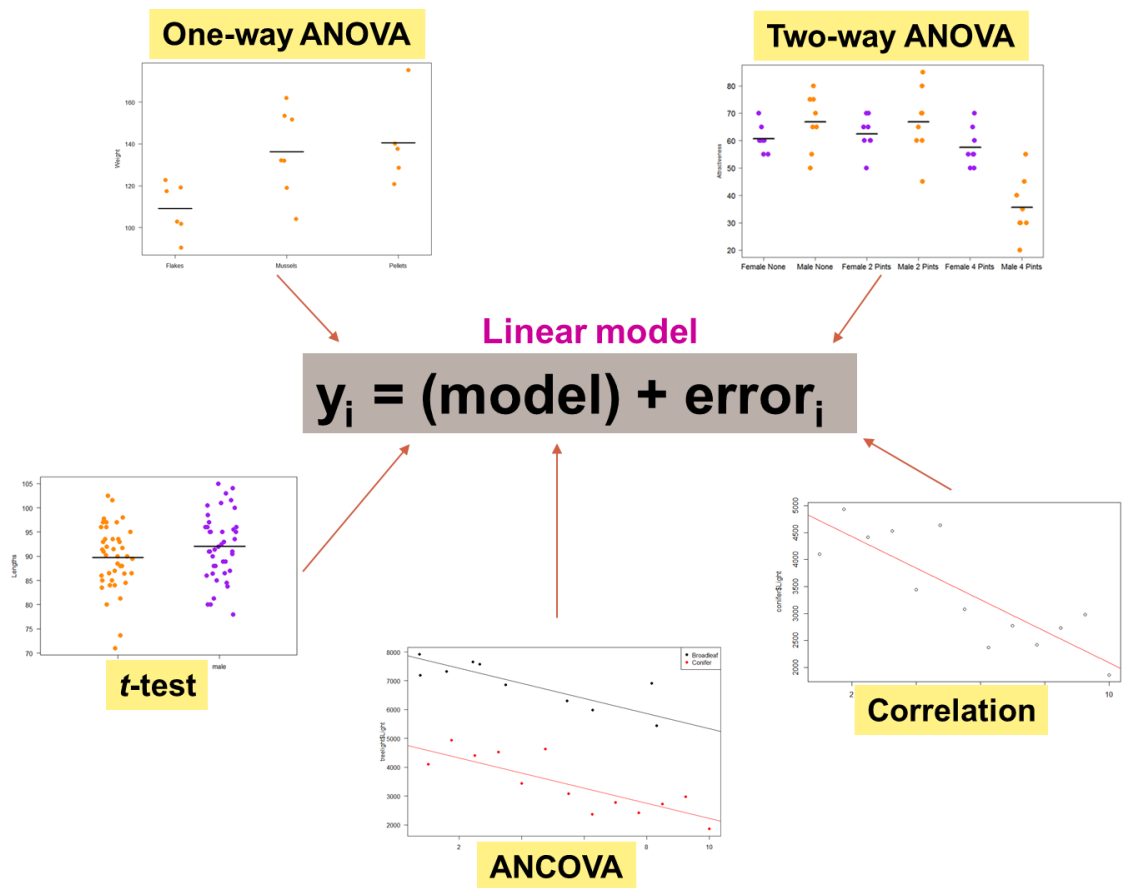 One-way ANOVA
Two-way ANOVA
Weight
160
140
120
100
Flakes Mussels Pellets
Attractiveness
80
70
60
50
40
30
20
Female None Male None Female 2 Pints Male 2 Pints Female 4 Pints Male 4 Pints
Linear model
yi = (model) + errori
Lengths
105
100
95
90
85
80
75
70
male
t-test
treelight$Light
8000
7000
6000
5000
4000
3000
2000
Broadleaf
Conifer
2 8 10
ANCOVA
conifer$Light
5000
4500
4000
3500
3000
2500
2000
2 10
Correlation